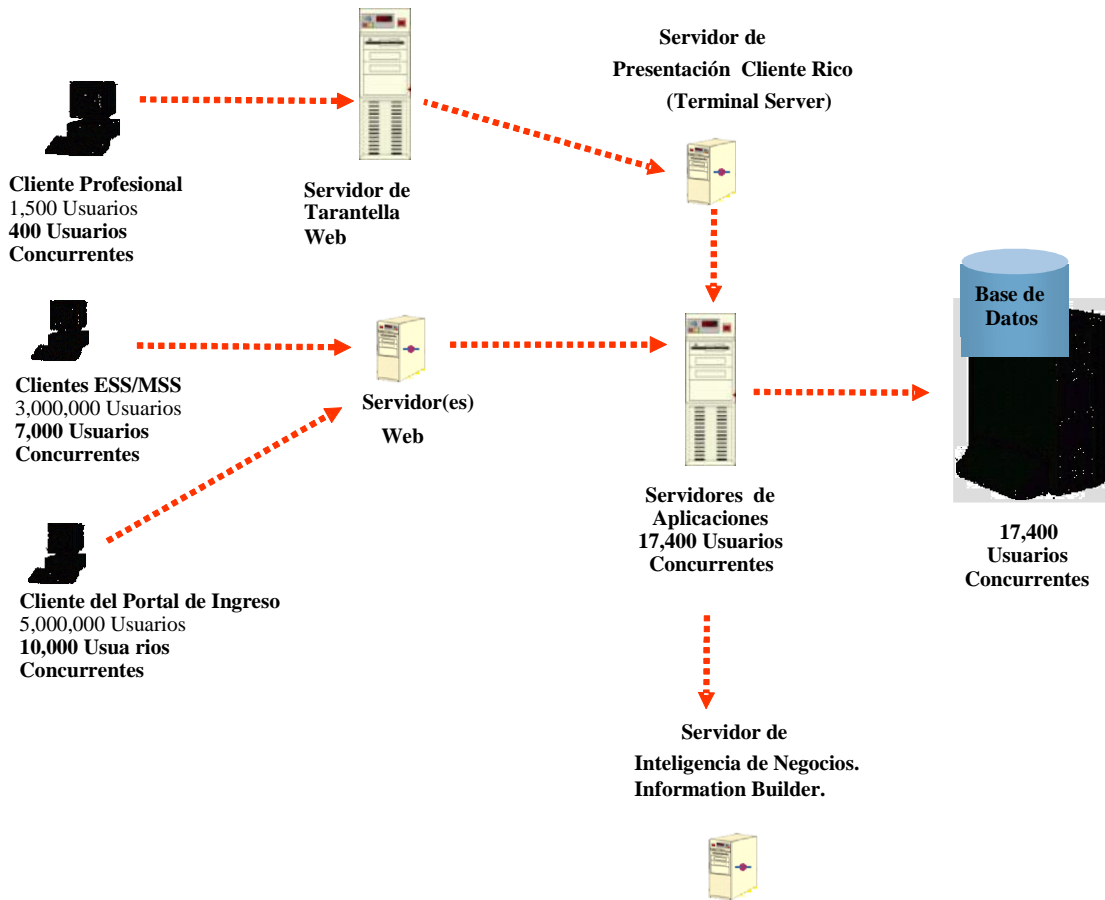 Servidor de
Presentación Cliente Rico
(Terminal Server)
Cliente Profesional
1,500 Usuarios
400 Usuarios
Concurrentes
Servidor de
Tarantella
Web
Base de
Datos
Clientes ESS/MSS
3,000,000 Usuarios
7,000 Usuarios
Concurrentes
Servidor(es)
Web
Servidores de
Aplicaciones
17,400 Usuarios
Concurrentes
17,400
Usuarios
Concurrentes
Cliente del Portal de Ingreso
5,000,000 Usuarios
10,000 Usua rios
Concurrentes
Servidor de
Inteligencia de Negocios.
Information Builder.